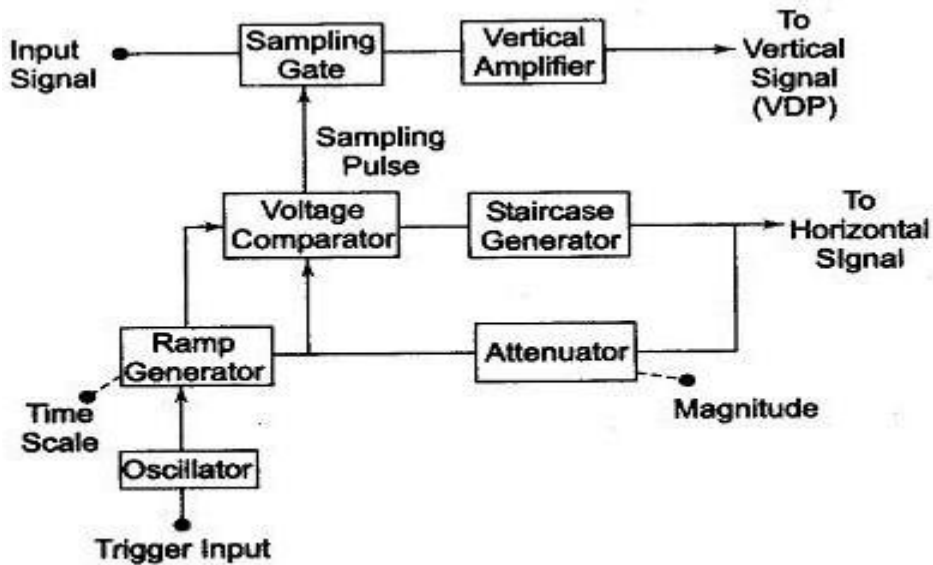 Input
Signal
Sampling
Gate
Vertical
Amplifier
To
Vertical
Signal
(VDP)
Sampling
Pulse
Voltage
Comparator
Staircase
Generator
To
Horizontal
SIgnal
Ramp
Generator
Attenuator
Time
Scale
Magnitude
Oscillator
Trigger Input